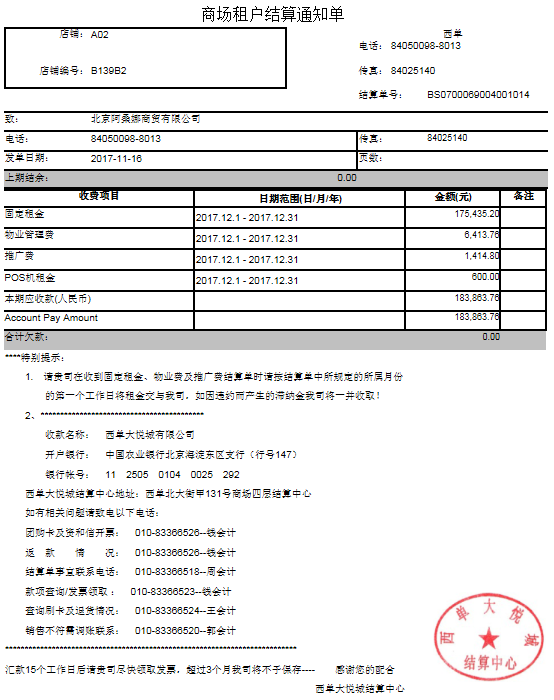 商场租户结算通知单
店铺： A02 西单
电话： 84050098-8013
店铺编号： B139B2 传真： 84025140
结算单号： BS0700069004001014
致： 北京阿桑娜商贸有限公司
电话： 84050098-8013 传真： 84025140
发单日期： 2017-11-16 页数：
上期结余： 0.00
收费项目 日期范围(日/月/年) 金额(元) 备注
固定租金 2017.12.1 - 2017.12.31 175,435.20
物业管理费 2017.12.1 - 2017.12.31 6,413.76
推广费 2017.12.1 - 2017.12.31 1,414.80
POS机租金 2017.12.1 - 2017.12.31 600.00
本期应收款(人民币) 183,863.76
Account Pay Amount 183,863.76
合计欠款： 0.00
****特别提示：
1. 请贵司在收到固定租金、物业费及推广费结算单时请按结算单中所规定的所属月份
的第一个工作日将租金交与我司，如因违约而产生的滞纳金我司将一并收取！
2、******************************************
收款名称： 西单大悦城有限公司
开户银行： 中国农业银行北京海淀东区支行（行号147）
银行帐号： 11 2505 0104 0025 292
西单大悦城结算中心地址：西单北大街甲131号商场四层结算中心
如有相关问题请致电以下电话：
团购卡及资和信开票： 010-83366526--钱会计
返 款 情 况： 010-83366526--钱会计
结算单事宜联系电话： 010-83366518--周会计
款项查询/发票领取： 010-83366523--钱会计
查询刷卡及退货情况： 010-83366524--王会计
销售不符需调账联系： 010-83366520--郭会计
******************************************************************************
汇款15个工作日后请贵司尽快领取发票，超过3个月我司将不予保存---- 感谢您的配合
西单大悦城结算中心
西单大悦城
结算中心